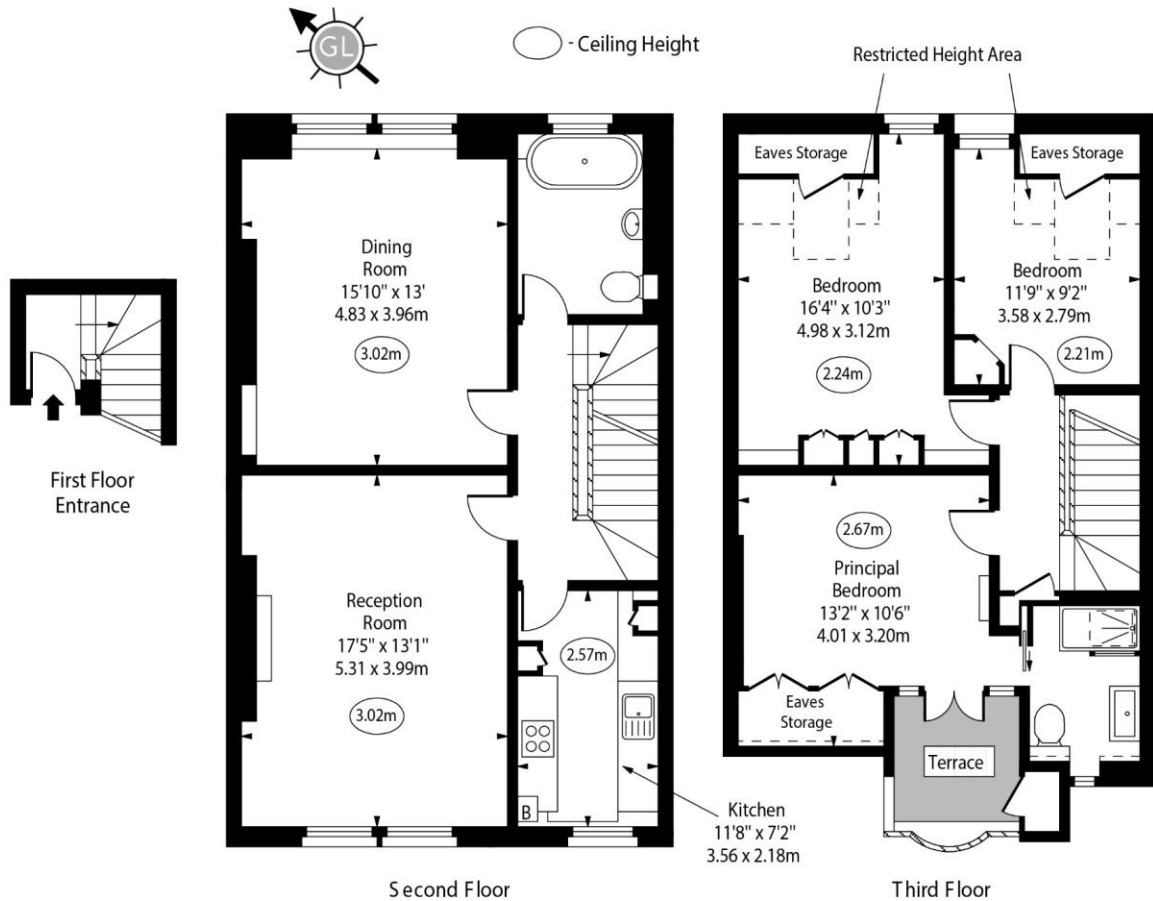 GL
- Ceiling Height
Restricted Height Area
Eaves Storage
Eaves Storage
Dining
Room
15'10" x 13'
4.83 x 3.96m
3.02m
Bedroom
16'4" x 10'3"
4.98 x 3.12m
2.24m
Bedroom
11'9" x 9'2"
3.58 x 2.79m
2.21m
First Floor
Entrance
Reception
Room
17'5" x 13'1"
5.31 x 3.99m
3.02m
2.57m
B
Kitchen
11'8" x 7'2"
3.56 x 2.18m
2.67m
Principal
Bedroom
13'2" x 10'6"
4.01 x 3.20m
Eaves
Storage
Terrace
Second Floor
Third Floor